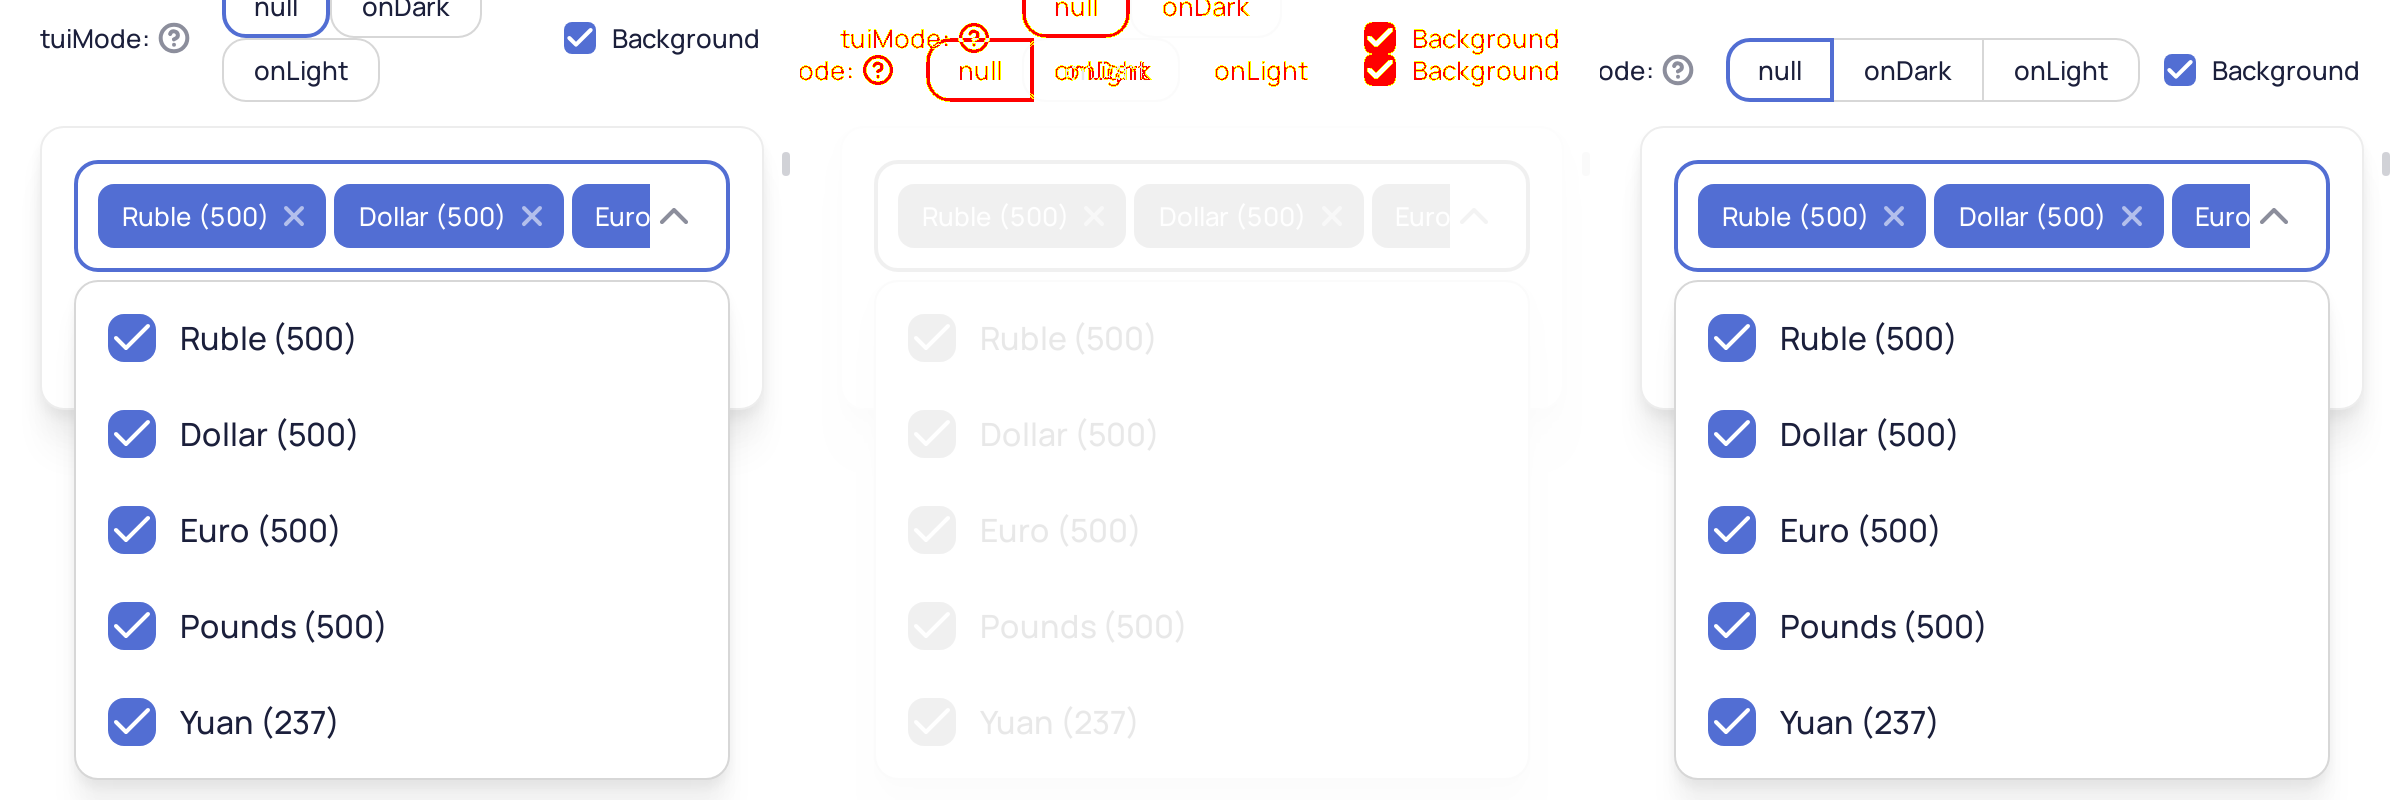 null onDark
tuiMode: Background
onLight
Ruble (500) Dollar (500) Euro
Ruble (500)
Dollar (500)
Euro (500)
Pounds (500)
Yuan (237)
null onDark
tuiMode: Background
ode: null onLight Background
Ruble (500) Dollar (500) Euro
Ruble (500)
Dollar (500)
Euro (500)
Pounds (500)
Yuan (237)
ode: null onDark onLight Background
Ruble (500) Dollar (500) Euro
Ruble (500)
Dollar (500)
Euro (500)
Pounds (500)
Yuan (237)